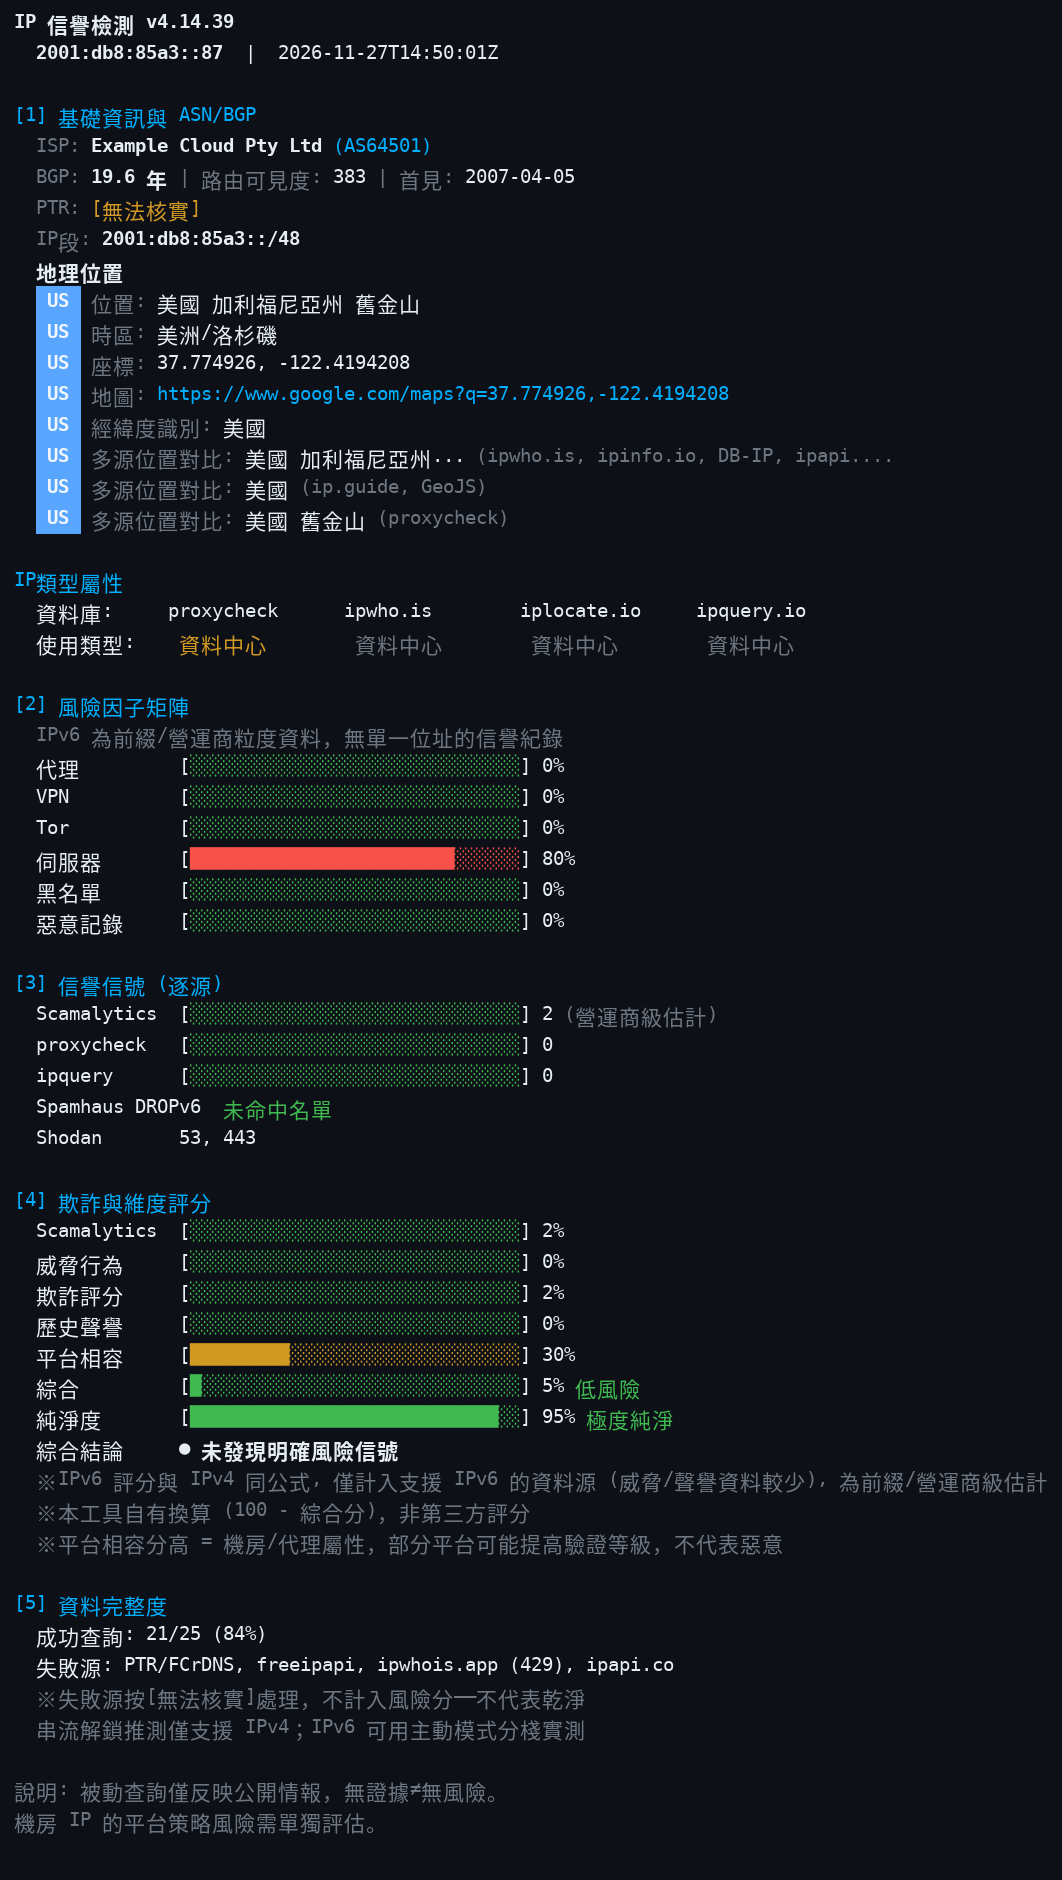 IP 信譽檢測 v4.14.39
2001:db8:85a3::87 | 2026-11-27T14:50:01Z
[1] 基礎資訊與 ASN/BGP
ISP: Example Cloud Pty Ltd (AS64501)
BGP: 19.6 年 | 路由可見度: 383 | 首見: 2007-04-05
PTR: [無法核實]
IP段: 2001:db8:85a3::/48
地理位置
US 位置: 美國 加利福尼亞州 舊金山
US 時區: 美洲/洛杉磯
US 座標: 37.774926, -122.4194208
US 地圖: https://www.google.com/maps?q=37.774926,-122.4194208
US 經緯度識別: 美國
US 多源位置對比: 美國 加利福尼亞州... (ipwho.is, ipinfo.io, DB-IP, ipapi....
US 多源位置對比: 美國 (ip.guide, GeoJS)
US 多源位置對比: 美國 舊金山 (proxycheck)
IP類型屬性
資料庫: proxycheck ipwho.is iplocate.io ipquery.io
使用類型: 資料中心 資料中心 資料中心 資料中心
[2] 風險因子矩陣
IPv6 為前綴/營運商粒度資料，無單一位址的信譽紀錄
代理 [░░░░░░░░░░░░░░░░░░░░░░░░░░░░░░] 0%
VPN [░░░░░░░░░░░░░░░░░░░░░░░░░░░░░░] 0%
Tor [░░░░░░░░░░░░░░░░░░░░░░░░░░░░░░] 0%
伺服器 [████████████████████████░░░░░░] 80%
黑名單 [░░░░░░░░░░░░░░░░░░░░░░░░░░░░░░] 0%
惡意記錄 [░░░░░░░░░░░░░░░░░░░░░░░░░░░░░░] 0%
[3] 信譽信號 (逐源)
Scamalytics [░░░░░░░░░░░░░░░░░░░░░░░░░░░░░░] 2 (營運商級估計)
proxycheck [░░░░░░░░░░░░░░░░░░░░░░░░░░░░░░] 0
ipquery [░░░░░░░░░░░░░░░░░░░░░░░░░░░░░░] 0
Spamhaus DROPv6 未命中名單
Shodan 53, 443
[4] 欺詐與維度評分
Scamalytics [░░░░░░░░░░░░░░░░░░░░░░░░░░░░░░] 2%
威脅行為 [░░░░░░░░░░░░░░░░░░░░░░░░░░░░░░] 0%
欺詐評分 [░░░░░░░░░░░░░░░░░░░░░░░░░░░░░░] 2%
歷史聲譽 [░░░░░░░░░░░░░░░░░░░░░░░░░░░░░░] 0%
平台相容 [█████████░░░░░░░░░░░░░░░░░░░░░] 30%
綜合 [█░░░░░░░░░░░░░░░░░░░░░░░░░░░░░] 5% 低風險
純淨度 [████████████████████████████░░] 95% 極度純淨
綜合結論 ● 未發現明確風險信號
※IPv6 評分與 IPv4 同公式, 僅計入支援 IPv6 的資料源 (威脅/聲譽資料較少), 為前綴/營運商級估計
※本工具自有換算 (100 - 綜合分)，非第三方評分
※平台相容分高 = 機房/代理屬性，部分平台可能提高驗證等級，不代表惡意
[5] 資料完整度
成功查詢: 21/25 (84%)
失敗源: PTR/FCrDNS, freeipapi, ipwhois.app (429), ipapi.co
※失敗源按[無法核實]處理，不計入風險分──不代表乾淨
串流解鎖推測僅支援 IPv4；IPv6 可用主動模式分棧實測
說明: 被動查詢僅反映公開情報，無證據≠無風險。
機房 IP 的平台策略風險需單獨評估。